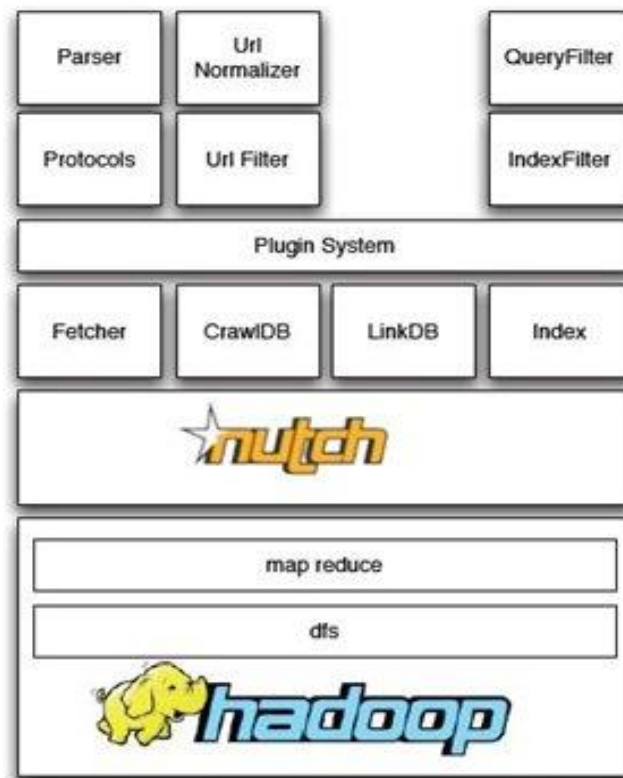 Parser
Url
Normalizer
QueryFilter
Protocols
Url Filter
IndexFilter
Plugin System
Fetcher
CrawlDB
LinkDB
Index
nutch
map reduce
dfs
hadoop